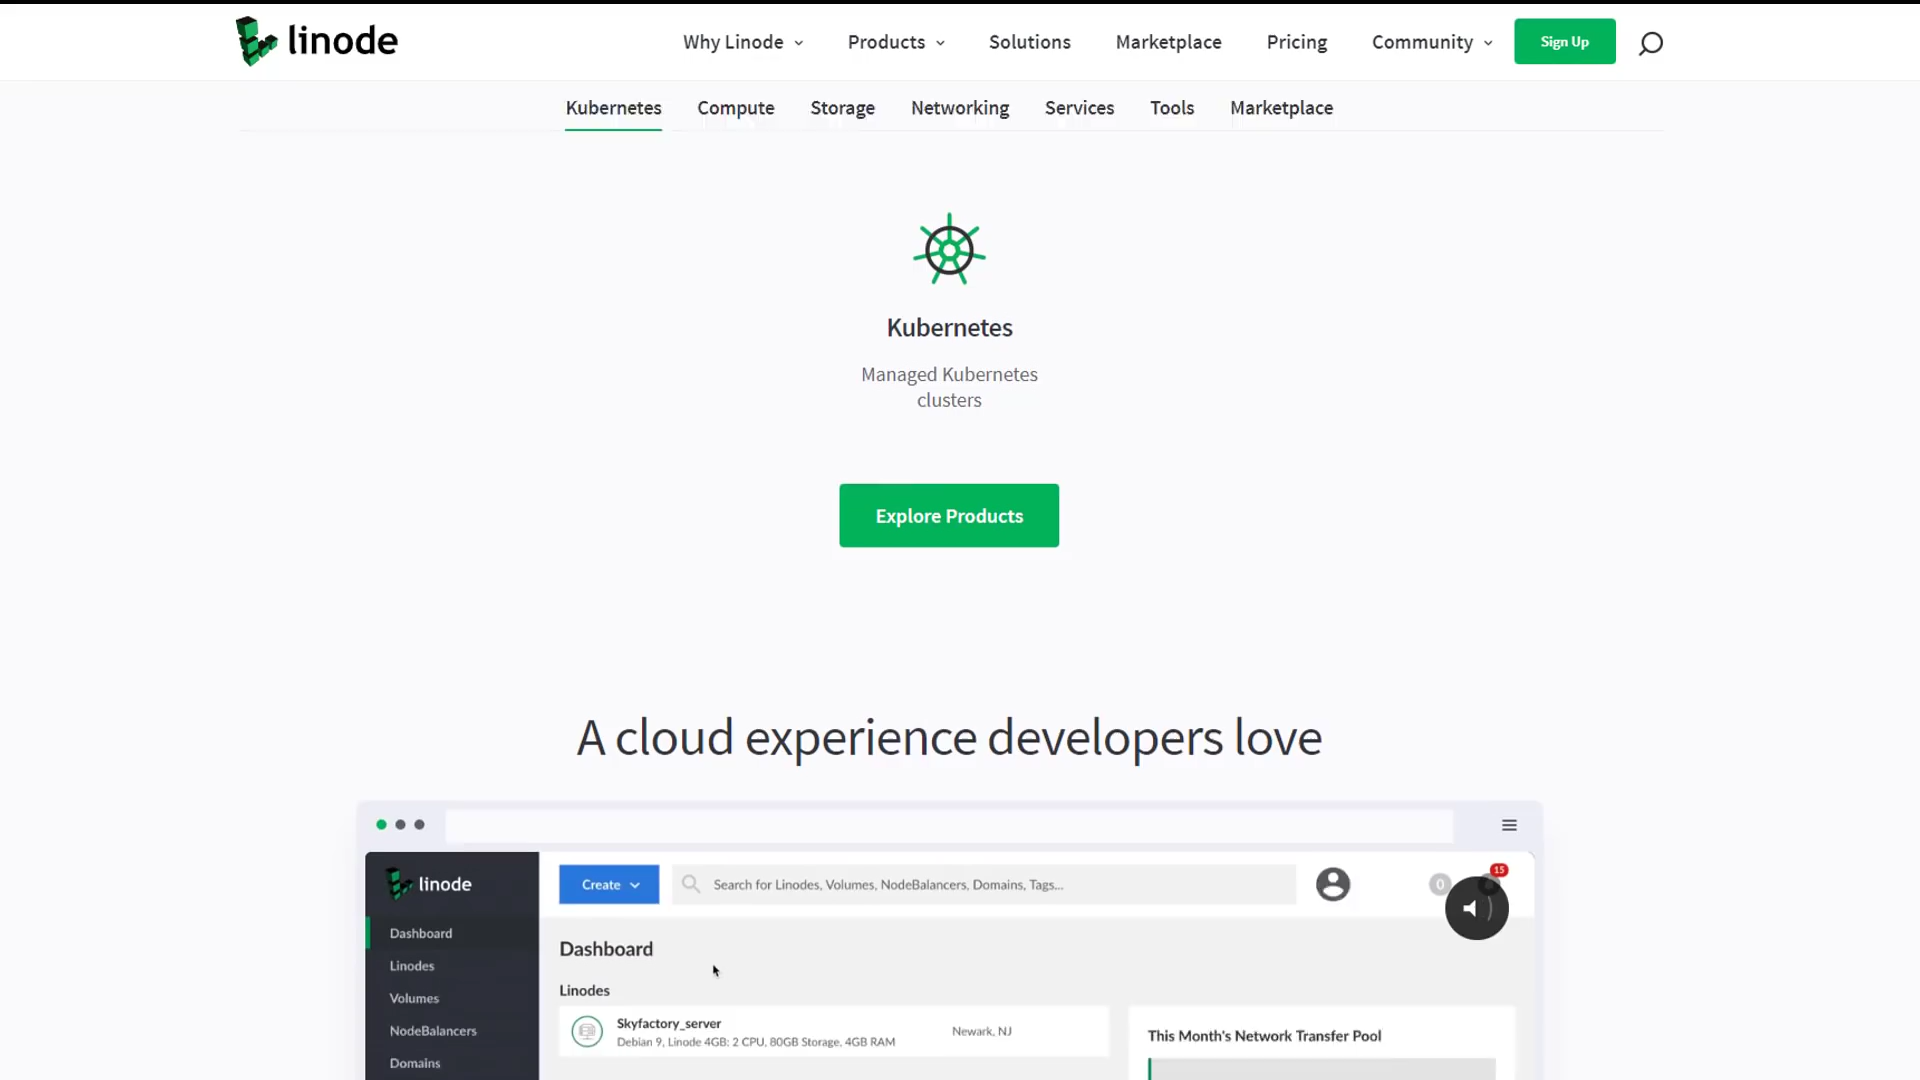 linode
Why Linode
Products
Solutions
Marketplace
Pricing
Community
Sign Up
Kubernetes
Compute
Storage
Networking
Services
Tools
Marketplace
Kubernetes
Managed Kubernetes
clusters
Explore Products
A cloud experience developers love
linode
Create
Search for Linodes, Volumes, NodeBalancers, Domains, Tags...
0
15
Dashboard
Linodes
Volumes
NodeBalancers
Domains
Dashboard
Linodes
Skyfactory_server
Debian 9, Linode 4GB: 2 CPU, 80GB Storage, 4GB RAM
Newark, NJ
This Month's Network Transfer Pool